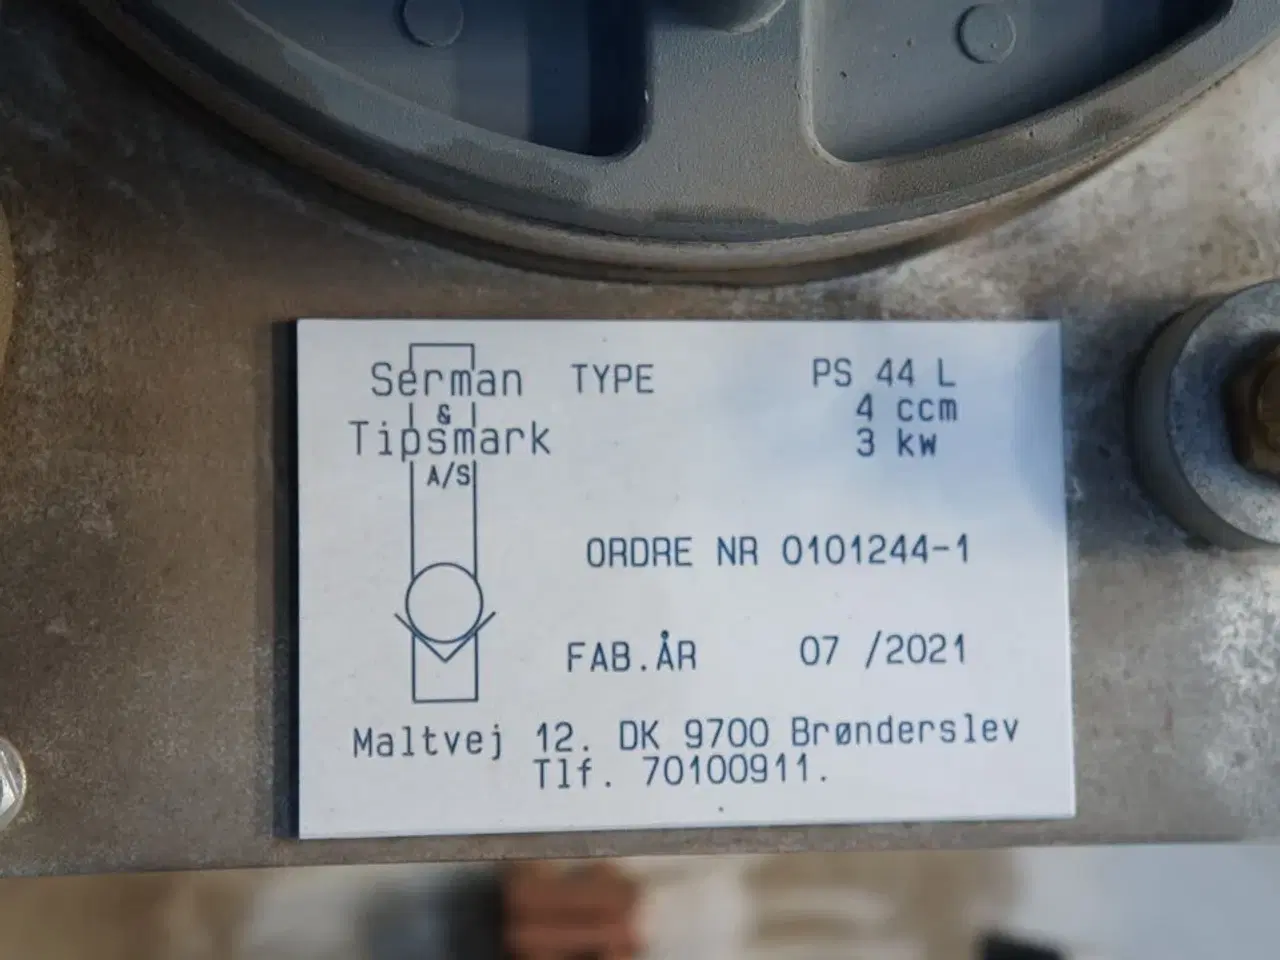 Serman TYPE PS 44 L
& 4 ccm
Tipsmark 3 kw
A/S
ORDRE NR 0101244-1
FAB.ÅR 07 /2021
Maltvej 12. DK 9700 Brønderslev
Tlf. 70100911.